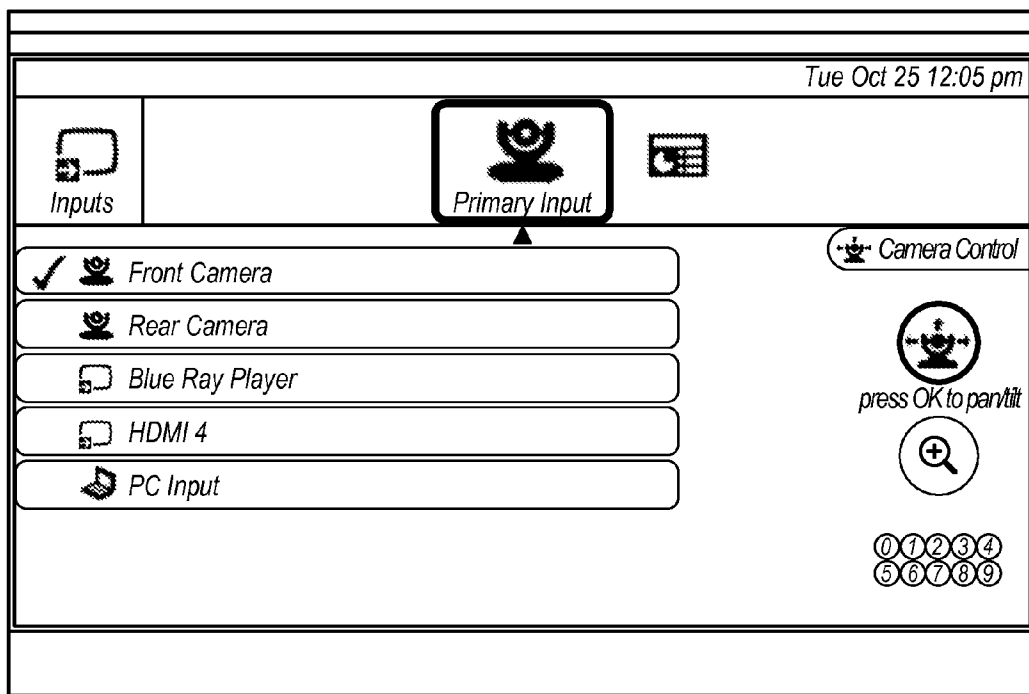 Tue Oct 25 12:05 pm
Inputs
Primary Input
Camera Control
Front Camera
Rear Camera
Blue Ray Player
HDMI 4
PC Input
press OK to pan/tilt
0 1 2 3 4
5 6 7 8 9